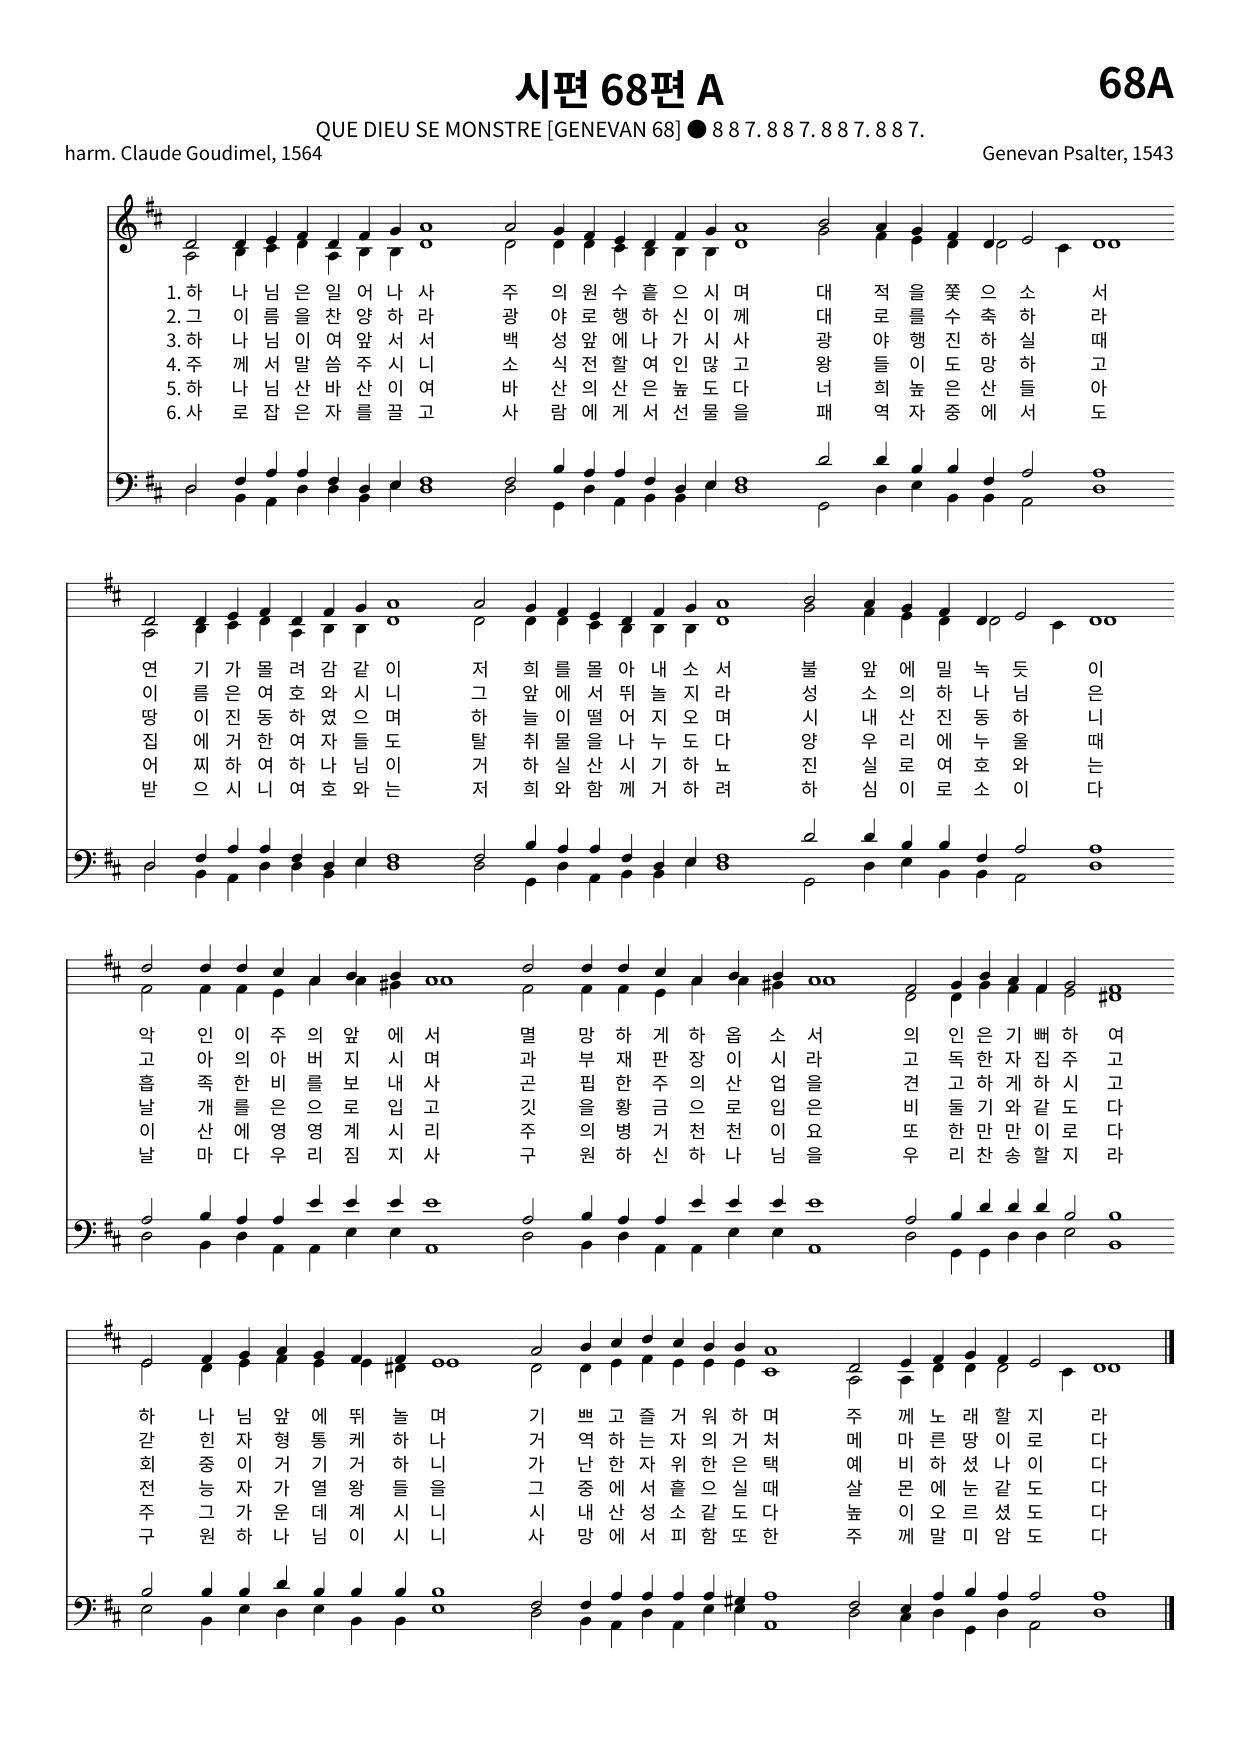 시편 68편 A
68A
QUE DIEU SE MONSTRE [GENEVAN 68] ● 8 8 7. 8 8 7. 8 8 7. 8 8 7.
harm. Claude Goudimel, 1564
Genevan Psalter, 1543
1. 하 나 님 은 일 어 나 사 주 의 원 수 흩 으 시 며 대 적 을 쫓 으 소 서
2. 그 이 름 을 찬 양 하 라 광 야 로 행 하 신 이 께 대 로 를 수 축 하 라
3. 하 나 님 이 여 앞 서 서 백 성 앞 에 나 가 시 사 광 야 행 진 하 실 때
4. 주 께 서 말 씀 주 시 니 소 식 전 할 여 인 많 고 왕 들 이 도 망 하 고
5. 하 나 님 산 바 산 이 여 바 산 의 산 은 높 도 다 너 희 높 은 산 들 아
6. 사 로 잡 은 자 를 끌 고 사 람 에 게 서 선 물 을 패 역 자 중 에 서 도
연 기 가 몰 려 감 같 이 저 희 를 몰 아 내 소 서 불 앞 에 밀 녹 듯 이
이 름 은 여 호 와 시 니 그 앞 에 서 뛰 놀 지 라 성 소 의 하 나 님 은
땅 이 진 동 하 였 으 며 하 늘 이 떨 어 지 오 며 시 내 산 진 동 하 니
집 에 거 한 여 자 들 도 탈 취 물 을 나 누 도 다 양 우 리 에 누 울 때
어 찌 하 여 하 나 님 이 거 하 실 산 시 기 하 뇨 진 실 로 여 호 와 는
받 으 시 니 여 호 와 는 저 희 와 함 께 거 하 려 하 심 이 로 소 이 다
악 인 이 주 의 앞 에 서 멸 망 하 게 하 옵 소 서 의 인 은 기 뻐 하 여
고 아 의 아 버 지 시 며 과 부 재 판 장 이 시 라 고 독 한 자 집 주 고
흡 족 한 비 를 보 내 사 곤 핍 한 주 의 산 업 을 견 고 하 게 하 시 고
날 개 를 은 으 로 입 고 깃 을 황 금 으 로 입 은 비 둘 기 와 같 도 다
이 산 에 영 영 계 시 리 주 의 병 거 천 천 이 요 또 한 만 만 이 로 다
날 마 다 우 리 짐 지 사 구 원 하 신 하 나 님 을 우 리 찬 송 할 지 라
하 나 님 앞 에 뛰 놀 며 기 쁘 고 즐 거 워 하 며 주 께 노 래 할 지 라
갇 힌 자 형 통 케 하 나 거 역 하 는 자 의 거 처 메 마 른 땅 이 로 다
회 중 이 거 기 거 하 니 가 난 한 자 위 한 은 택 예 비 하 셨 나 이 다
전 능 자 가 열 왕 들 을 그 중 에 서 흩 으 실 때 살 몬 에 눈 같 도 다
주 그 가 운 데 계 시 니 시 내 산 성 소 같 도 다 높 이 오 르 셨 도 다
구 원 하 나 님 이 시 니 사 망 에 서 피 함 또 한 주 께 말 미 암 도 다